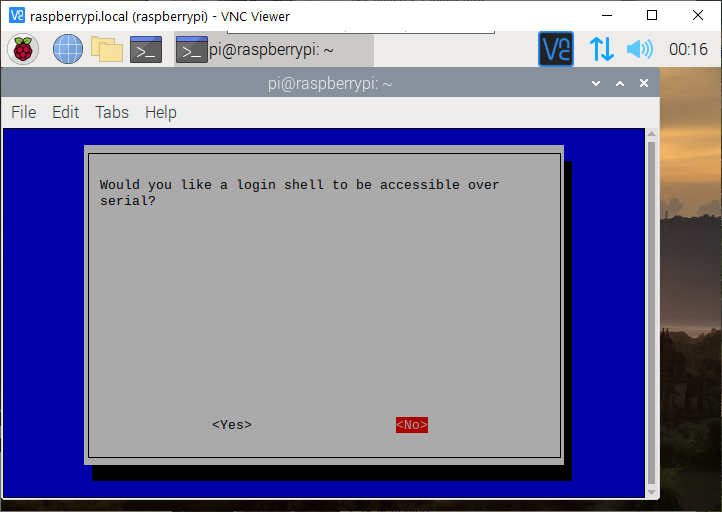 raspberrypi.local (raspberrypi) - VNC Viewer
pi@raspberrypi: ~
00:16
pi@raspberrypi: ~
File Edit Tabs Help
Would you like a login shell to be accessible over
serial?
<Yes> <No>